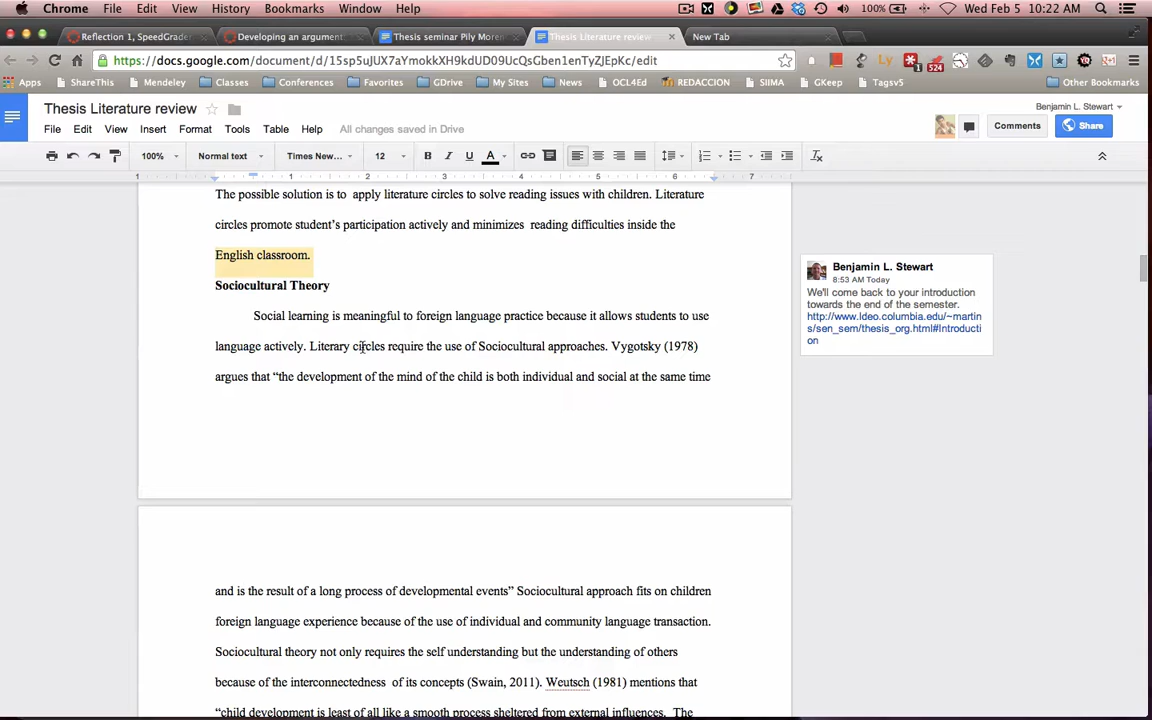 Chrome File Edit View History Bookmarks Window Help 100% Wed Feb 5 10:22 AM
Reflection 1, SpeedGrade Developing an argument Thesis seminar Pily Moren Thesis Literature review New Tab
https://docs.google.com/document/d/15sp5uJUX7aYmokkXH9kdUD09UcQsGben1enTyZJEpKc/edit
Apps ShareThis Mendeley Classes Favorites GDrive My Sites News OCL4Ed REDACCION SIIMA GKeep Tagsv5 Other Bookmarks
Thesis Literature review
Benjamin L. Stewart
File Edit View Insert Format Tools Table Help All changes saved in Drive
Comments Share
100% Normal text Times New... 12 B I U A
1 1 2 3 4 5 6 7
The possible solution is to apply literature circles to solve reading issues with children. Literature
circles promote student's participation actively and minimizes reading difficulties inside the
English classroom.
Sociocultural Theory
Social learning is meaningful to foreign language practice because it allows students to use
language actively. Literary circles require the use of Sociocultural approaches. Vygotsky (1978)
argues that “the development of the mind of the child is both individual and social at the same time
and is the result of a long process of developmental events” Sociocultural approach fits on children
foreign language experience because of the use of individual and community language transaction.
Sociocultural theory not only requires the self understanding but the understanding of others
because of the interconnectedness of its concepts (Swain, 2011). Weutsch (1981) mentions that
“child development is least of all like a smooth process sheltered from external influences. The
Benjamin L. Stewart
8:53 AM Today
We'll come back to your introduction
towards the end of the semester.
http://www.ldeo.columbia.edu/~martin
s/sen_sem/thesis_org.html#Introducti
on
524
1